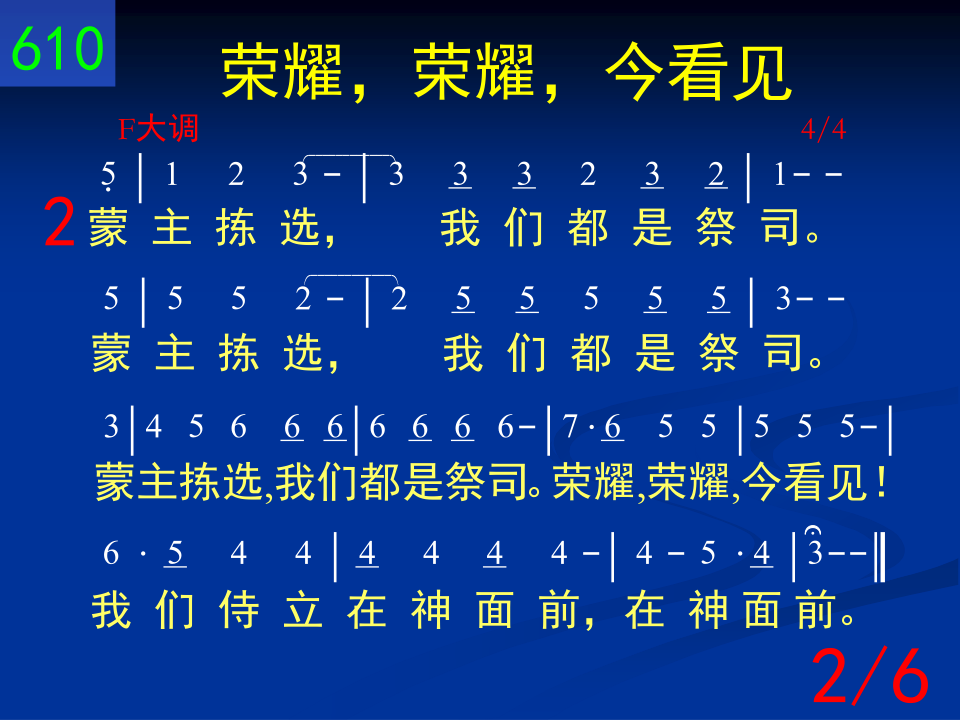 610
荣耀，荣耀，今看见
F大调 4/4
5̣ | 1 2 3 - | 3 3̲ 3̲ 2 3̲ 2̲ | 1 - -
2 蒙 主 拣 选， 我 们 都 是 祭 司。
5 | 5 5 2 - | 2 5̲ 5̲ 5 5̲ 5̲ | 3 - -
蒙 主 拣 选， 我 们 都 是 祭 司。
3 | 4 5 6 6̲ 6̲ | 6 6̲ 6̲ 6 - | 7 · 6̲ 5 5 | 5 5 5 - |
蒙主拣选,我们都是祭司。荣耀,荣耀,今看见！
6 · 5̲ 4 4 | 4̲ 4 4̲ 4 - | 4 - 5 · 4̲ | 3 - - ‖
我 们 侍 立 在 神 面 前， 在 神 面 前。
2/6